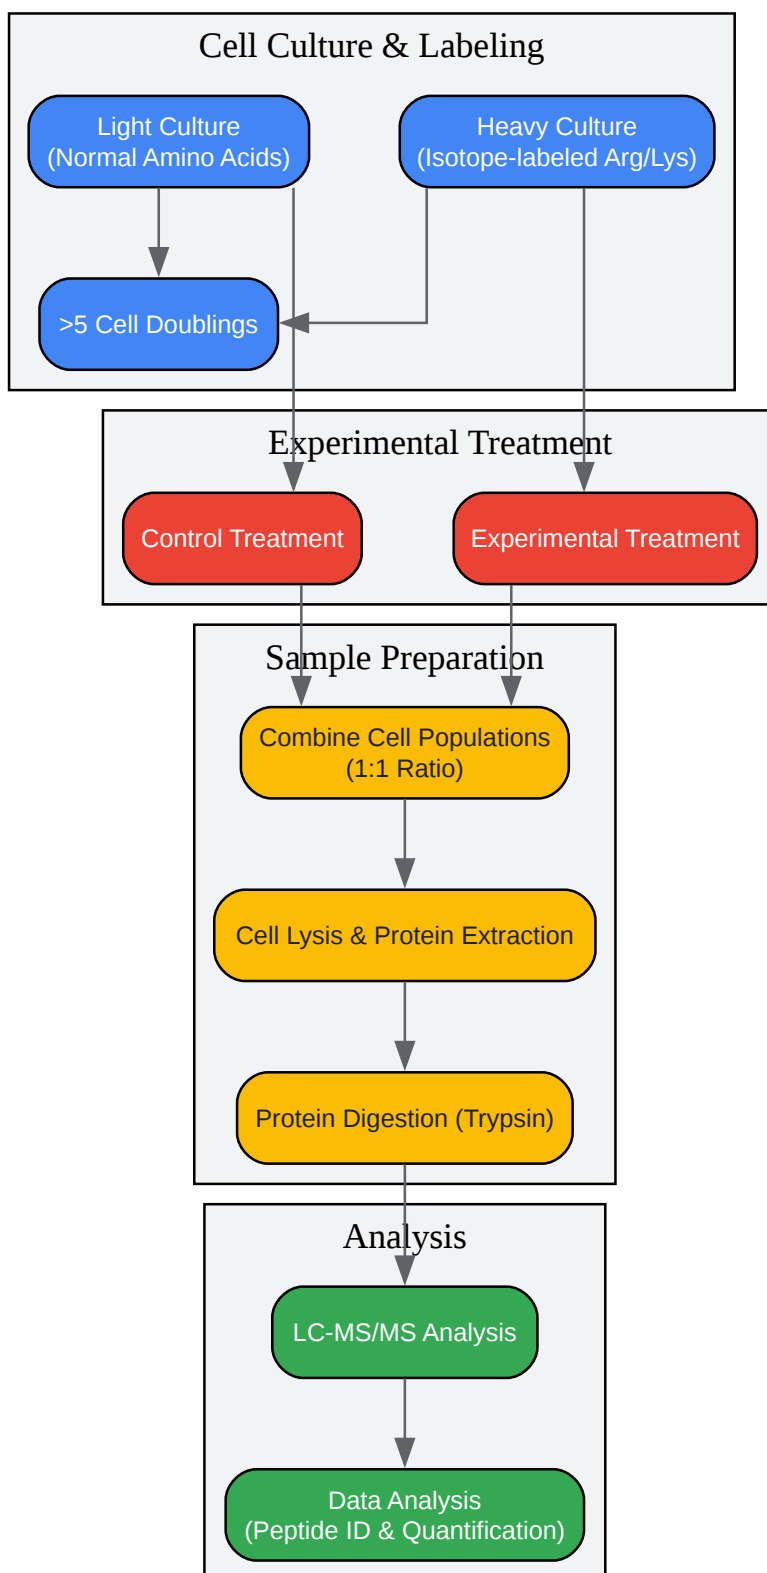 Cell Culture & Labeling
Light Culture
(Normal Amino Acids)
Heavy Culture
(Isotope-labeled Arg/Lys)
>5 Cell Doublings
Experimental Treatment
Control Treatment
Experimental Treatment
Sample Preparation
Combine Cell Populations
(1:1 Ratio)
Cell Lysis & Protein Extraction
Protein Digestion (Trypsin)
Analysis
LC-MS/MS Analysis
Data Analysis
(Peptide ID & Quantification)